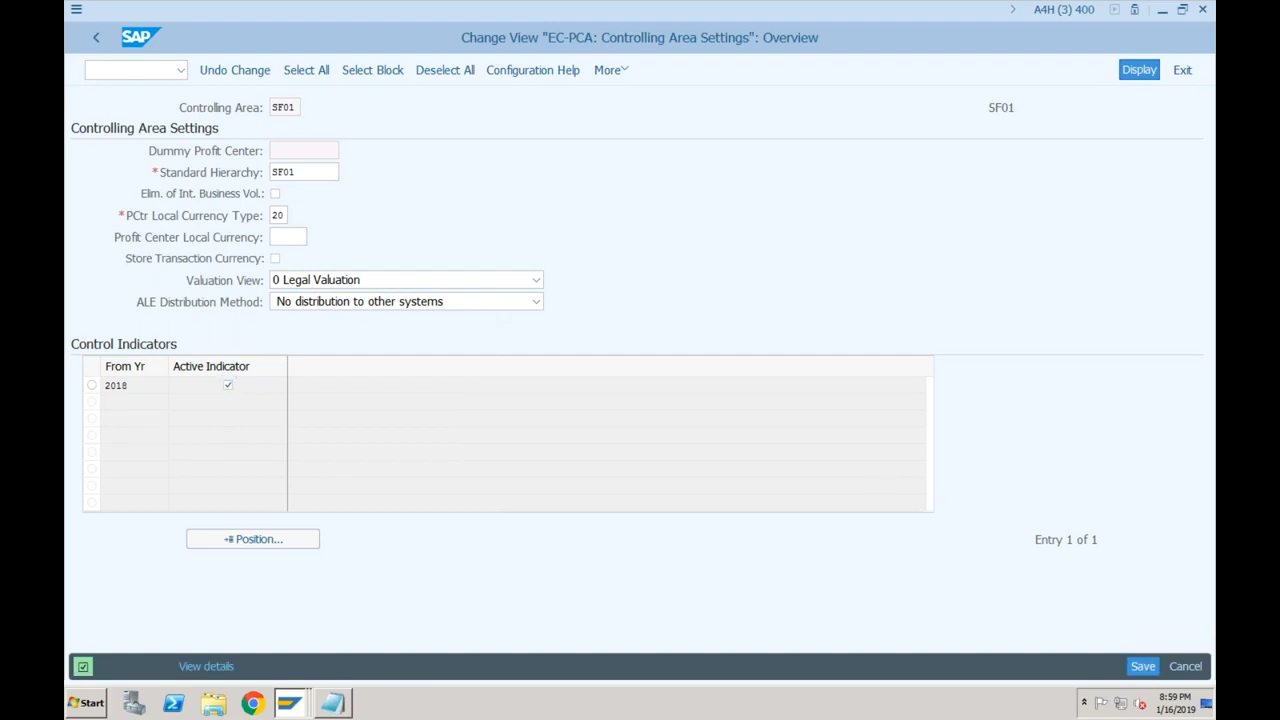 A4H (3) 400
SAP
Change View "EC-PCA: Controlling Area Settings": Overview
Undo Change Select All Select Block Deselect All Configuration Help More Display Exit
Controlling Area: SF01 SF01
Controlling Area Settings
Dummy Profit Center:
*Standard Hierarchy: SF01
Elim. of Int. Business Vol.:
*PCtr Local Currency Type: 20
Profit Center Local Currency:
Store Transaction Currency:
Valuation View: 0 Legal Valuation
ALE Distribution Method: No distribution to other systems
Control Indicators
From Yr Active Indicator
2018
Position...
Entry 1 of 1
View details Save Cancel
Start
8:59 PM
1/16/2019